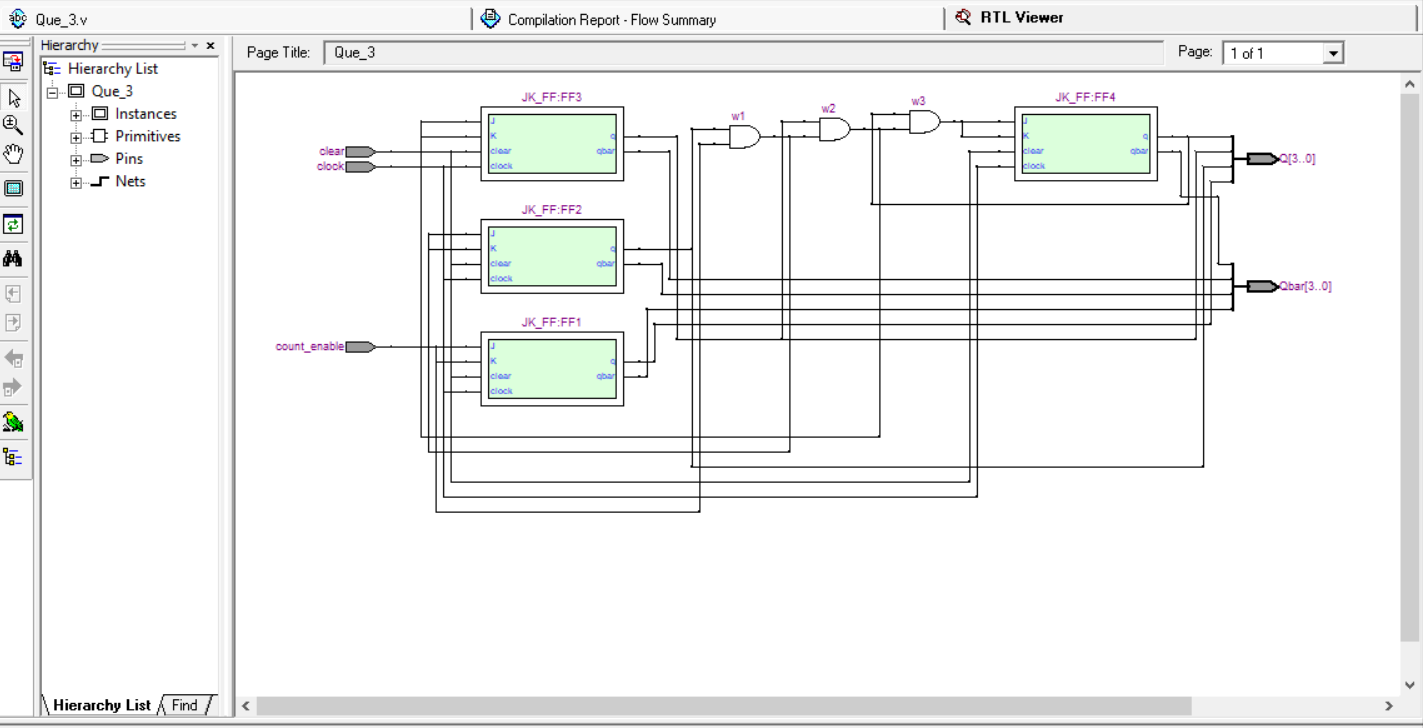 Que_3.v
Compilation Report - Flow Summary
RTL Viewer
Hierarchy
Page Title: Que_3
Page: 1 of 1
Hierarchy List
Que_3
Instances
Primitives
Pins
Nets
JK_FF:FF3
w1
w2
w3
JK_FF:FF4
J
K
clear
clock
q
qbar
J
K
clear
clock
q
qbar
clear
clock
Q[3..0]
JK_FF:FF2
J
K
clear
clock
q
qbar
Qbar[3..0]
JK_FF:FF1
count_enable
J
K
clear
clock
q
qbar
Hierarchy List
Find